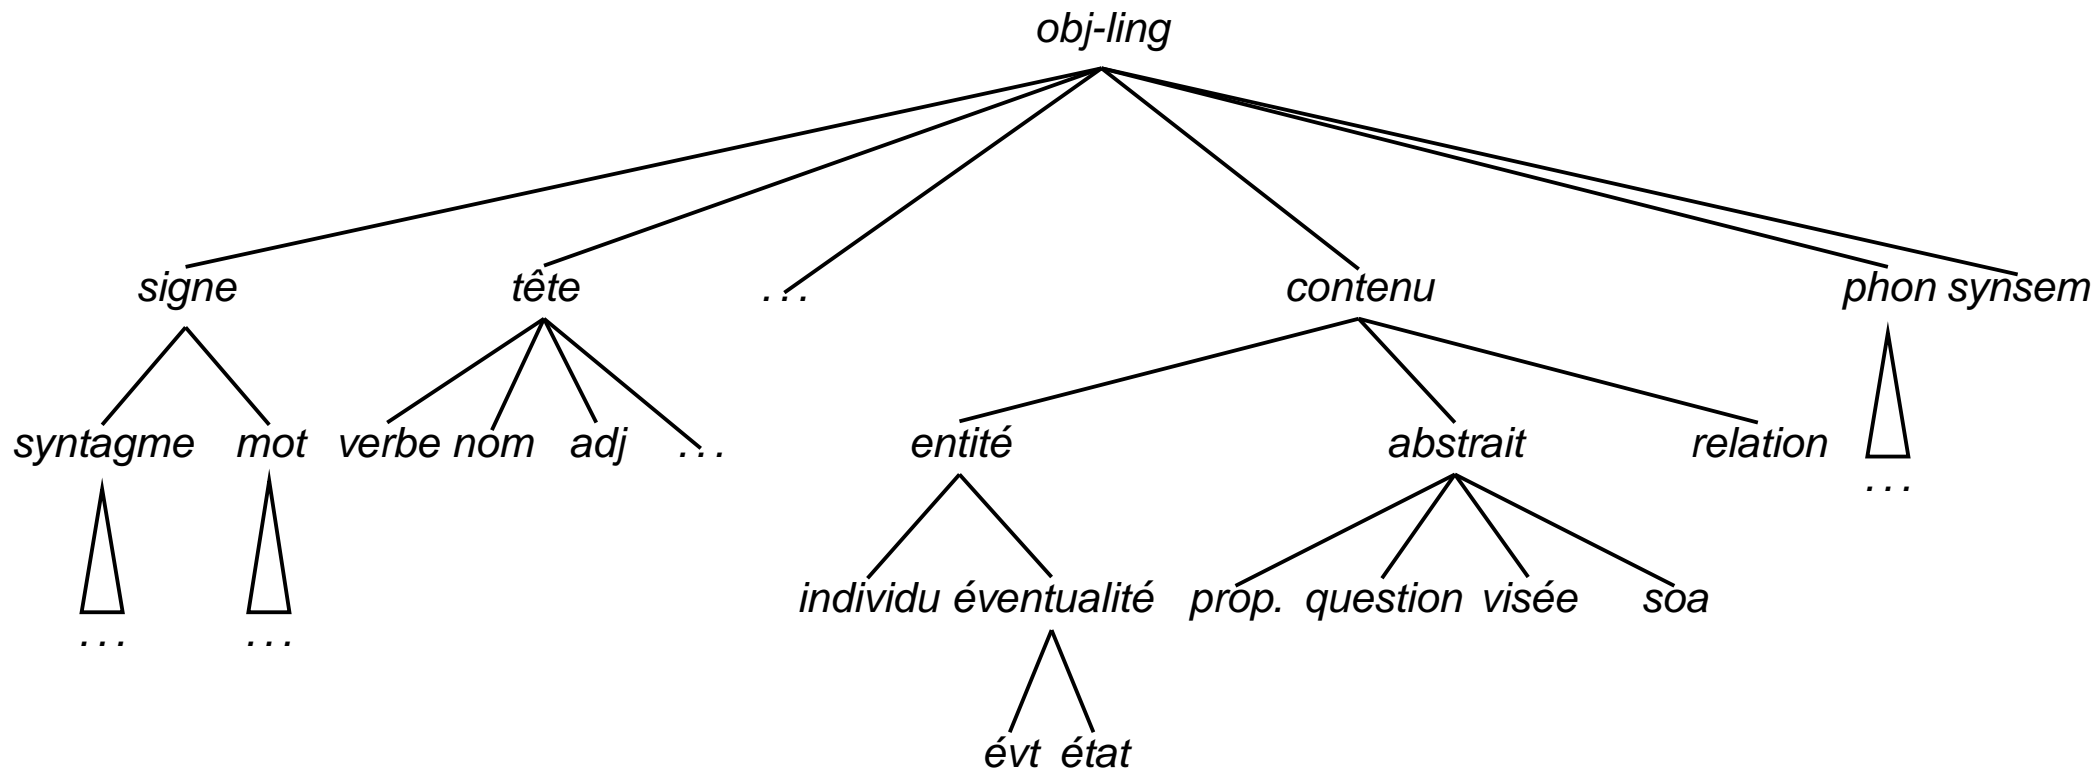 obj-ling
signe tête ... contenu phon synsem
syntagme mot verbe nom adj ... entité abstrait relation
...
individu éventualité prop. question visée soa
... ...
évt état